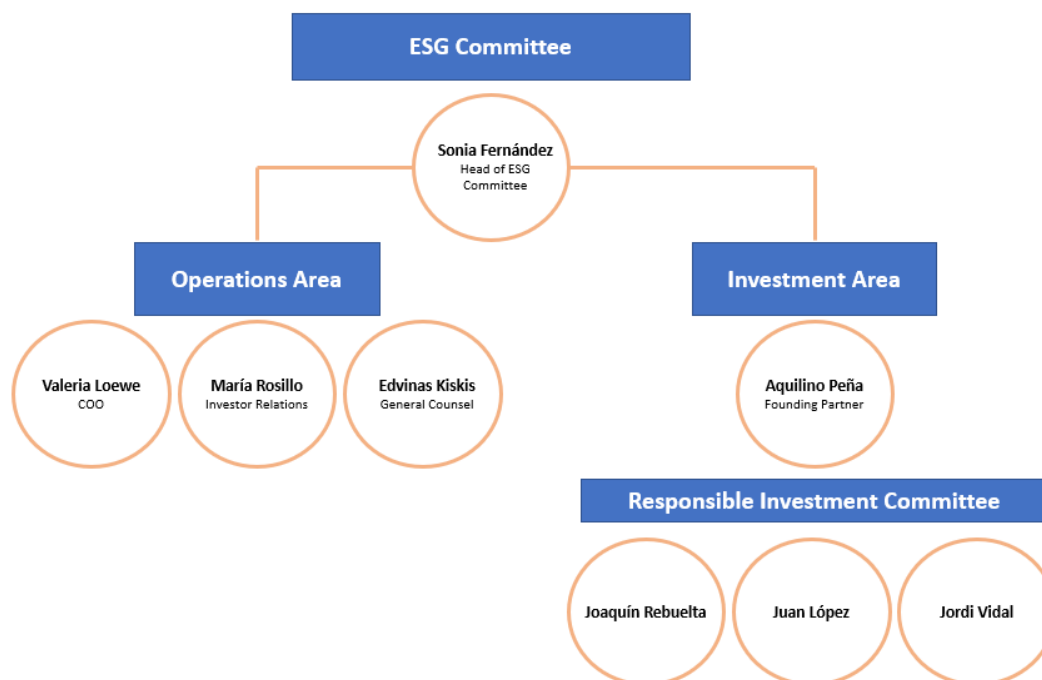 ESG Committee
Sonia Fernández
Head of ESG
Committee
Operations Area
Investment Area
Valeria Loewe
COO
María Rosillo
Investor Relations
Edvinas Kiskis
General Counsel
Aquilino Peña
Founding Partner
Responsible Investment Committee
Joaquín Rebuelta
Juan López
Jordi Vidal